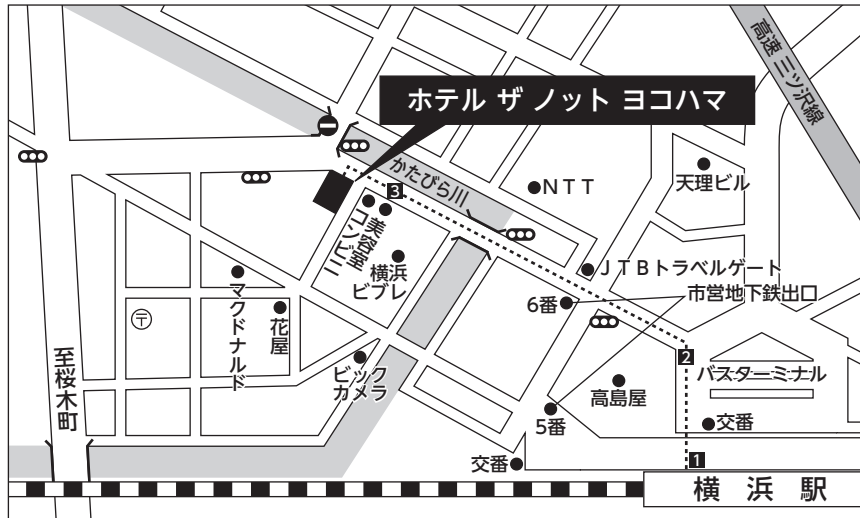 高速 三ツ沢線
ホテル ザ ノット ヨコハマ
かたびら川
NTT
天理ビル
3
コンビニ
美容室
横浜
ビブレ
JTBトラベルゲート
市営地下鉄出口
6番
マクドナルド
花屋
〒
2
バスターミナル
至桜木町
ビック
カメラ
高島屋
5番
交番
交番
1
横浜駅